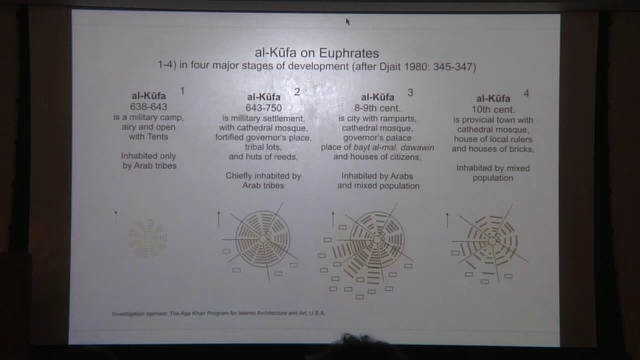 al-Kūfa on Euphrates
1-4) in four major stages of development (after Djait 1980: 345-347)
1
al-Kūfa
638-643
is a military camp,
airy and open
with Tents
Inhabited only
by Arab tribes
2
al-Kūfa
643-750
is millitary settlement,
with cathedral mosque,
fortified governor's place,
tribal lots,
and huts of reeds,
Chiefly inhabited by
Arab tribes
3
al-Kūfa
8-9th cent.
is city with ramparts,
cathedral mosque,
governor's palace
place of bayt al-mal, dawawin
and houses of citizens,
Inhabited by Arabs
and mixed population
4
al-Kūfa
10th cent.
is provicial town with
cathedral mosque,
house of local rulers
and houses of bricks,
Inhabited by mixed
population
Investigation sponsor: The Aga Khan Program for Islamic Architecture and Art, U.S.A.